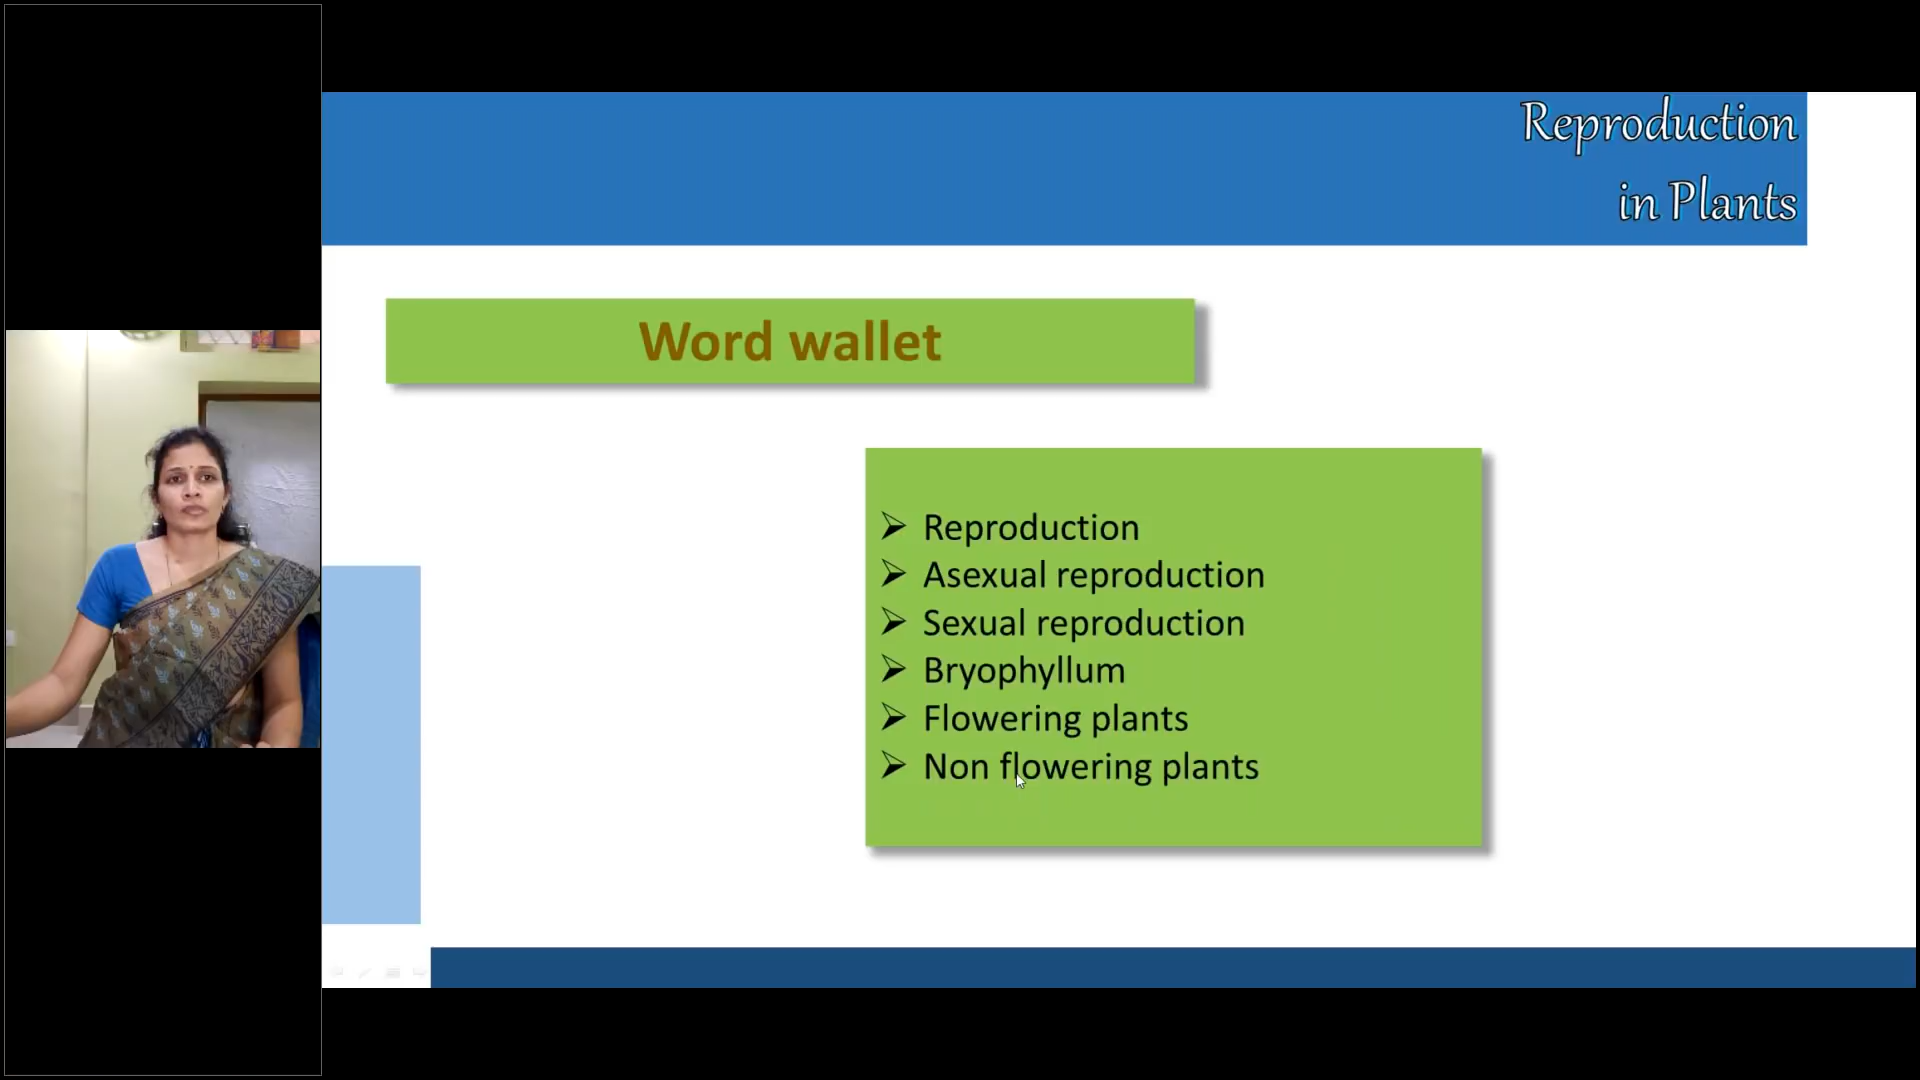 Reproduction
in Plants
Word wallet
➢ Reproduction
➢ Asexual reproduction
➢ Sexual reproduction
➢ Bryophyllum
➢ Flowering plants
➢ Non flowering plants